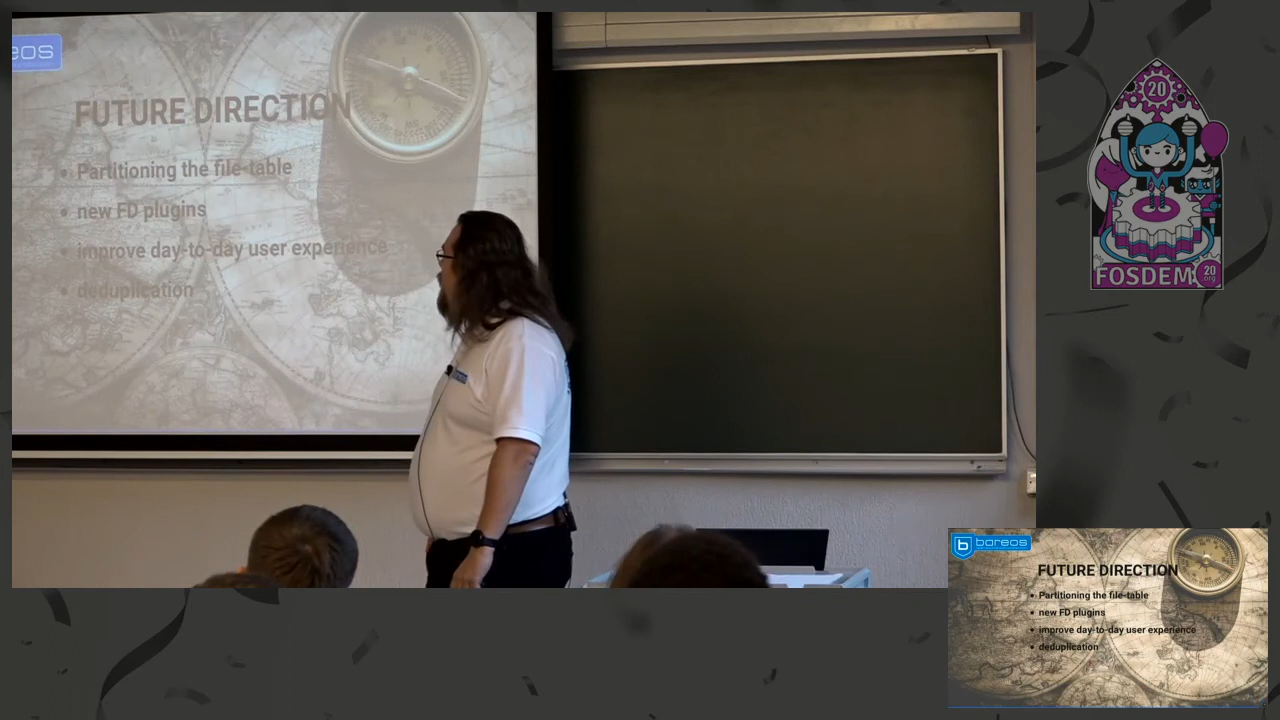 eos
FUTURE DIRECTION
• Partitioning the file-table
• new FD plugins
• improve day-to-day user experience
• deduplication
20
FOSDEM
20
org
b bareos
FUTURE DIRECTION
• Partitioning the file-table
• new FD plugins
• improve day-to-day user experience
• deduplication